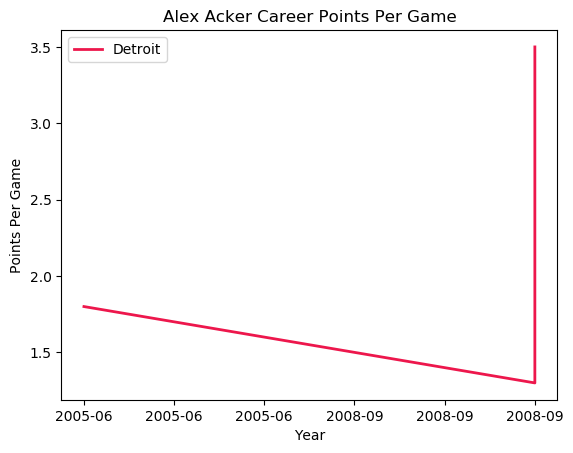 Alex Acker Career Points Per Game
Detroit
Points Per Game
3.5
3.0
2.5
2.0
1.5
2005-06 2005-06 2005-06 2008-09 2008-09 2008-09
Year